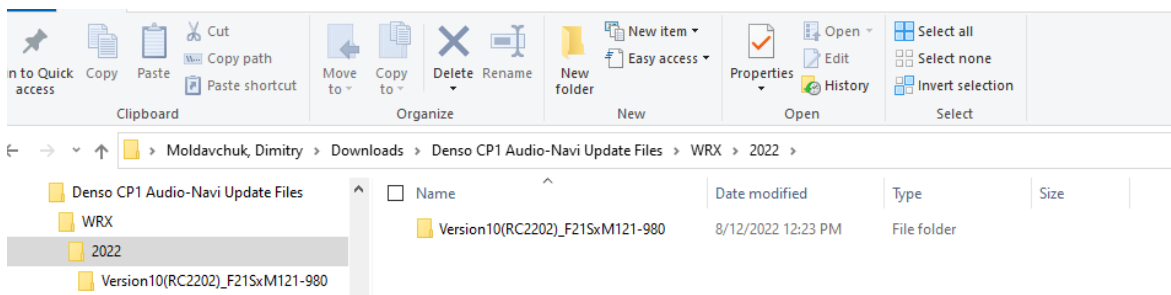 n to Quick access
Copy
Paste
Cut
Copy path
Paste shortcut
Clipboard
Move to
Copy to
Delete
Rename
Organize
New folder
New item
Easy access
New
Properties
Open
Edit
History
Open
Select all
Select none
Invert selection
Select
Moldavchuk, Dimitry > Downloads > Denso CP1 Audio-Navi Update Files > WRX > 2022 >
Denso CP1 Audio-Navi Update Files
WRX
2022
Version10(RC2202)_F21SxM121-980
Name Date modified Type Size
Version10(RC2202)_F21SxM121-980 8/12/2022 12:23 PM File folder